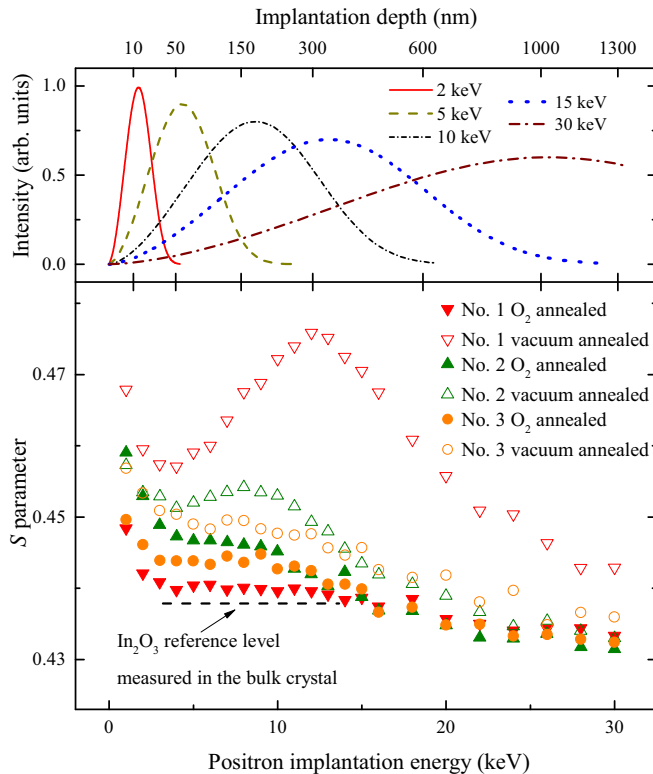 Implantation depth (nm)
10 50 150 300 600 1000 1300
Intensity (arb. units)
1.0
0.5
0.0
2 keV
5 keV
10 keV
15 keV
30 keV
S parameter
0.47
0.45
0.43
No. 1 O₂ annealed
No. 1 vacuum annealed
No. 2 O₂ annealed
No. 2 vacuum annealed
No. 3 O₂ annealed
No. 3 vacuum annealed
In₂O₃ reference level
measured in the bulk crystal
0 10 20 30
Positron implantation energy (keV)